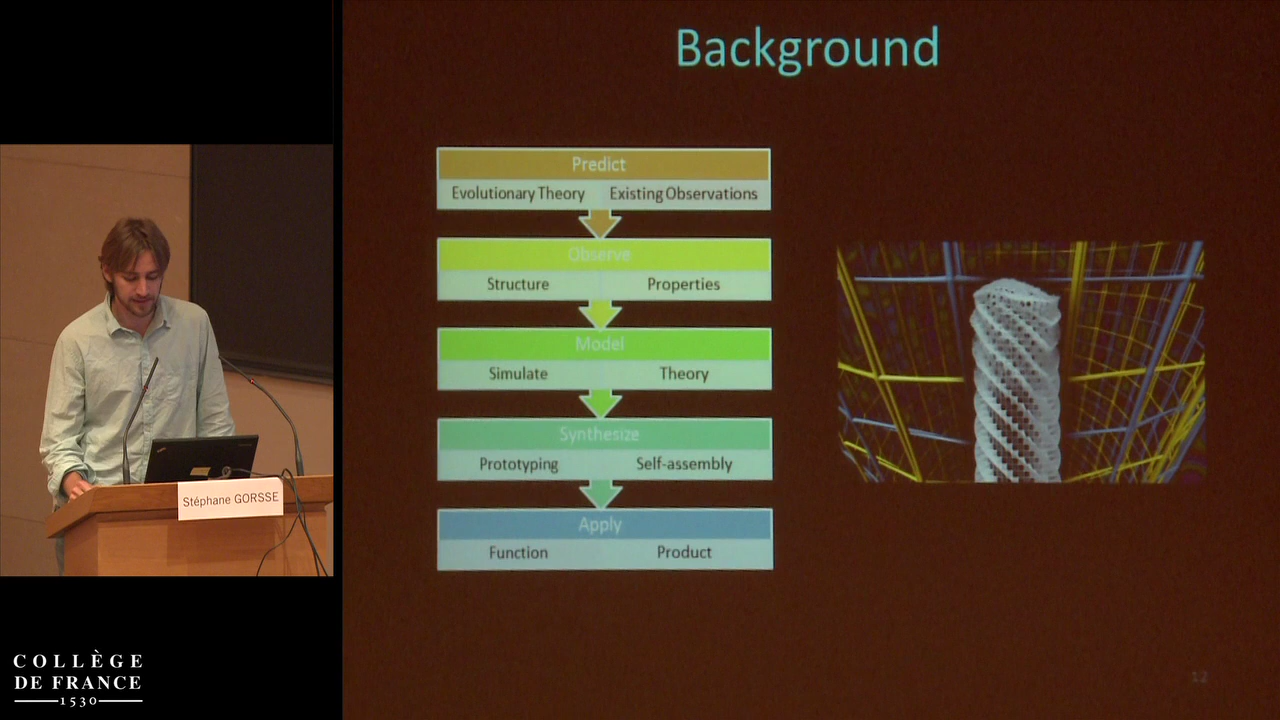 Background
Predict
Evolutionary Theory Existing Observations
Observe
Structure Properties
Model
Simulate Theory
Synthesize
Prototyping Self-assembly
Apply
Function Product
12
Stéphane GORSSE
COLLÈGE
DE FRANCE
1530